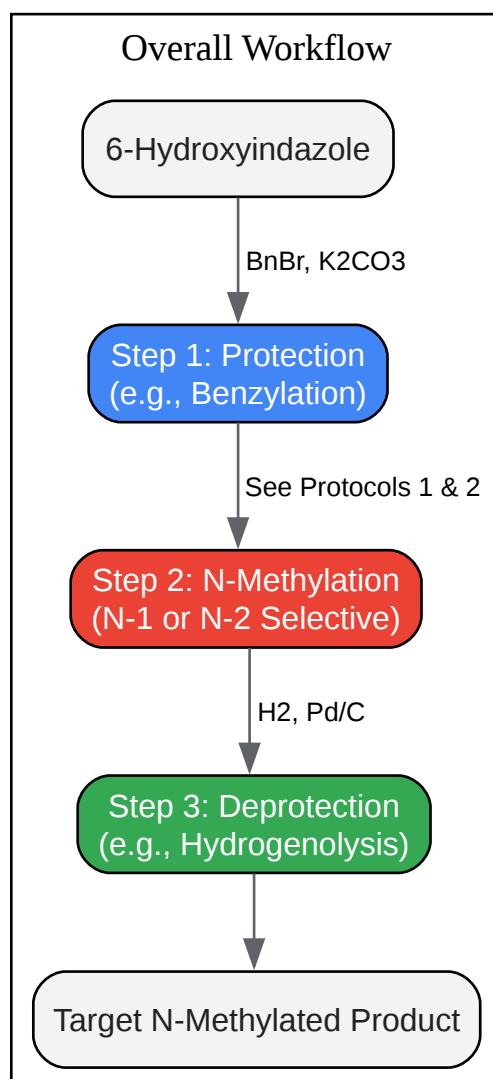 Overall Workflow
6-Hydroxyindazole
BnBr, K2CO3
Step 1: Protection
(e.g., Benzylation)
See Protocols 1 & 2
Step 2: N-Methylation
(N-1 or N-2 Selective)
H2, Pd/C
Step 3: Deprotection
(e.g., Hydrogenolysis)
Target N-Methylated Product